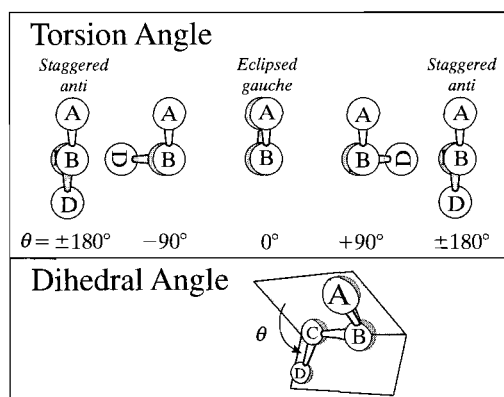 Torsion Angle
Staggered Eclipsed Staggered
anti gauche anti
A A A A A
B D B B B D B
D D
θ = ±180° −90° 0° +90° ±180°
Dihedral Angle
A
θ C B
D